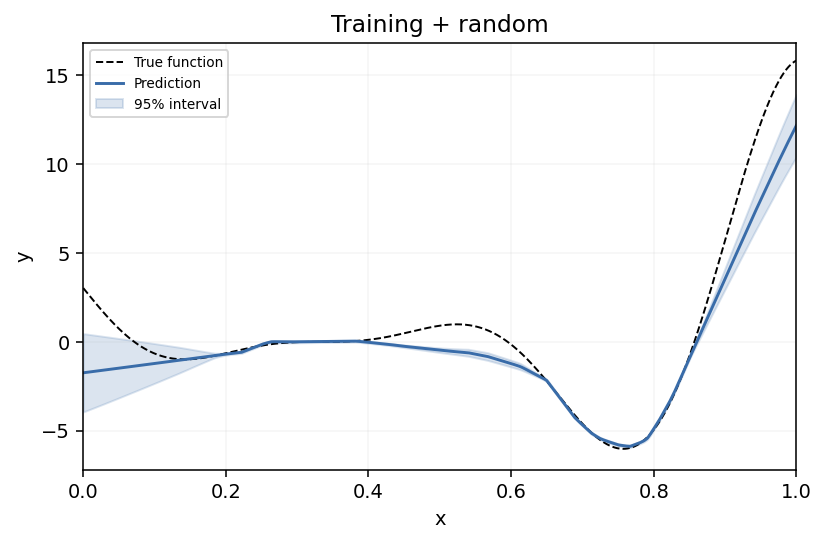 Training + random
True function
Prediction
95% interval
15
10
5
0
−5
y
0.0 0.2 0.4 0.6 0.8 1.0
x